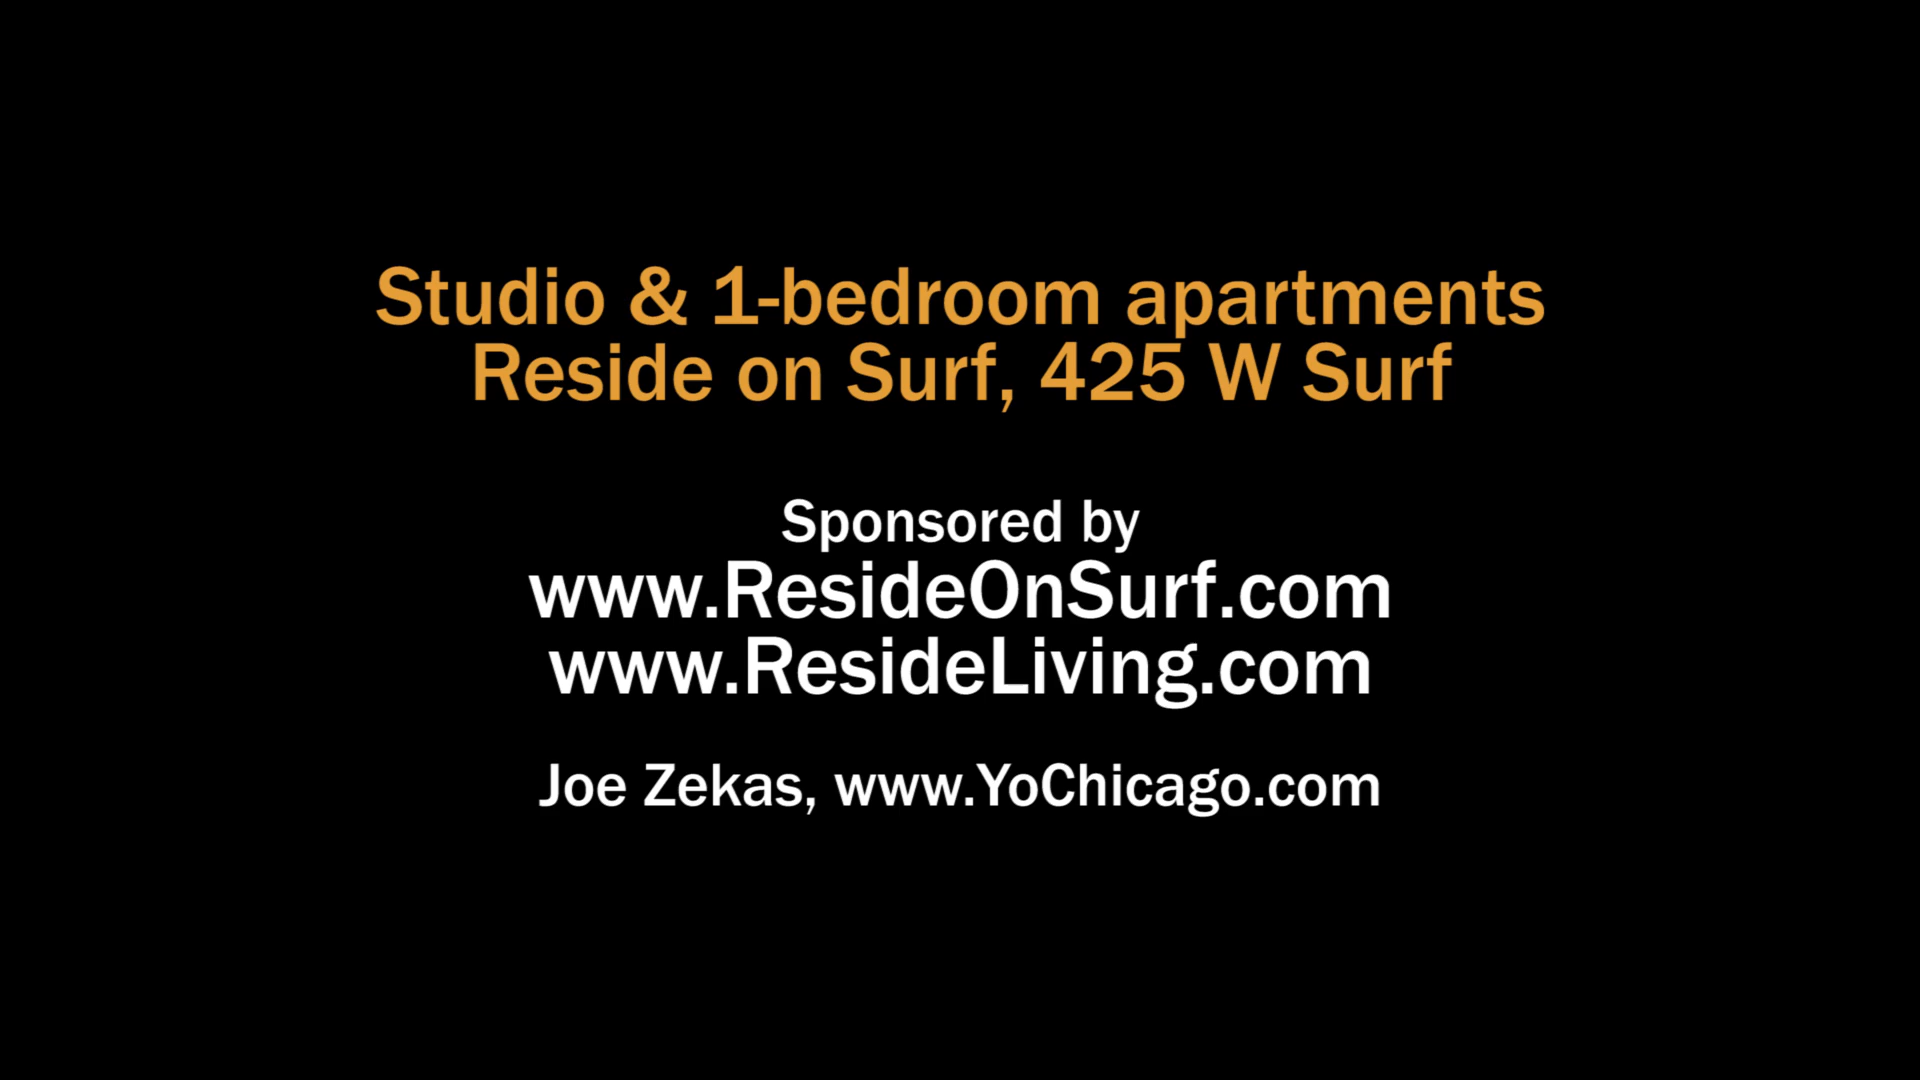 Studio & 1-bedroom apartments
Reside on Surf, 425 W Surf
Sponsored by
www.ResideOnSurf.com
www.ResideLiving.com
Joe Zekas, www.YoChicago.com